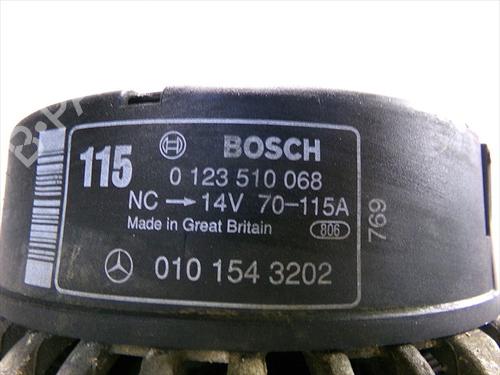 115 BOSCH
0 123 510 068
NC → 14V 70-115A
Made in Great Britain 806
010 154 3202
769